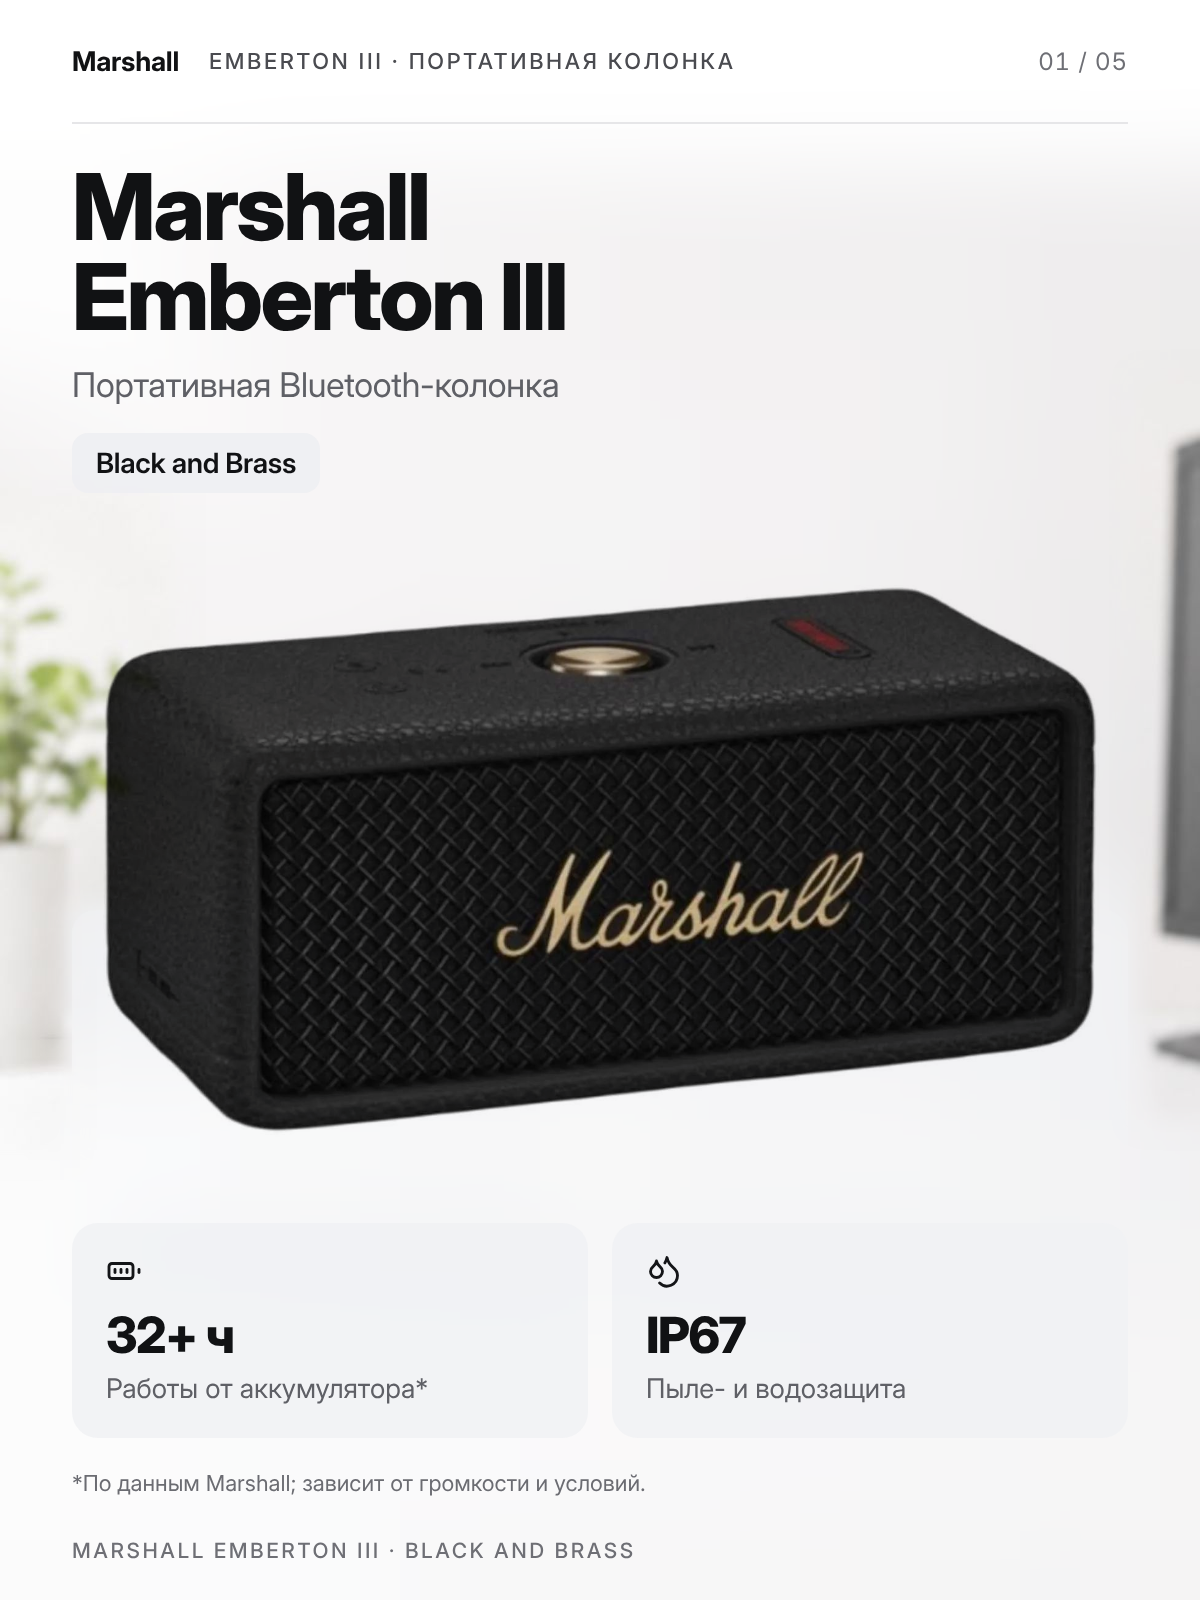 Marshall EMBERTON III · ПОРТАТИВНАЯ КОЛОНКА 01 / 05
Marshall
Emberton III
Портативная Bluetooth-колонка
Black and Brass
Marshall
32+ ч
Работы от аккумулятора*
IP67
Пыле- и водозащита
*По данным Marshall; зависит от громкости и условий.
MARSHALL EMBERTON III · BLACK AND BRASS